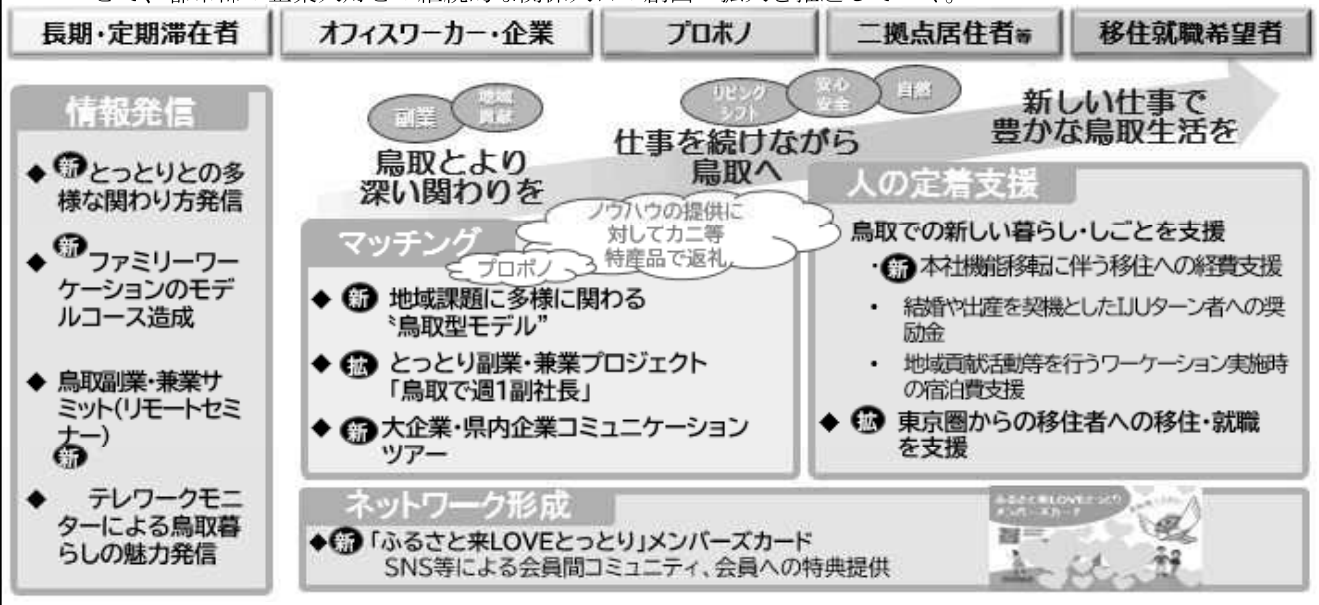 長期・定期滞在者
オフィスワーカー・企業
プロボノ
二拠点居住者等
移住就職希望者
情報発信
◆ 新とっとりとの多
様な関わり方発信
◆ 新ファミリーワー
ケーションのモデ
ルコース造成
◆ 鳥取副業・兼業サ
ミット(リモートセミ
ナー)
新
◆ テレワークモニ
ターによる鳥取暮
らしの魅力発信
副業
地域
貢献
鳥取とより
深い関わりを
リビング
シフト
安心
安全
自然
仕事を続けながら
鳥取へ
新しい仕事で
豊かな鳥取生活を
マッチング
プロボノ
ノウハウの提供に
対してカニ等
特産品で返礼
◆ 新 地域課題に多様に関わる
〝鳥取型モデル”
◆ 拡 とっとり副業・兼業プロジェクト
「鳥取で週1副社長」
◆ 新 大企業・県内企業コミュニケーション
ツアー
人の定着支援
鳥取での新しい暮らし・しごとを支援
・新 本社機能移転に伴う移住への経費支援
・ 結婚や出産を契機としたIJUターン者への奨
励金
・ 地域貢献活動等を行うワーケーション実施時
の宿泊費支援
◆ 拡 東京圏からの移住者への移住・就職
を支援
ネットワーク形成
◆新「ふるさと来LOVEとっとり」メンバーズカード
SNS等による会員間コミュニティ、会員への特典提供
ふるさと来LOVEとっとり
メンバーズカード